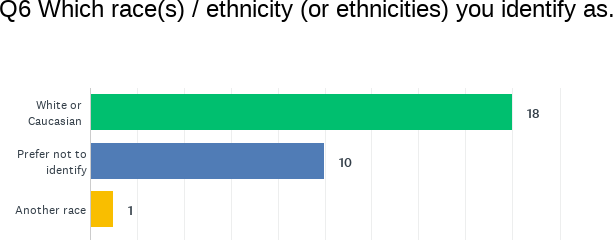 Q6 Which race(s) / ethnicity (or ethnicities) you identify as.
White or
Caucasian
18
Prefer not to
identify
10
Another race
1